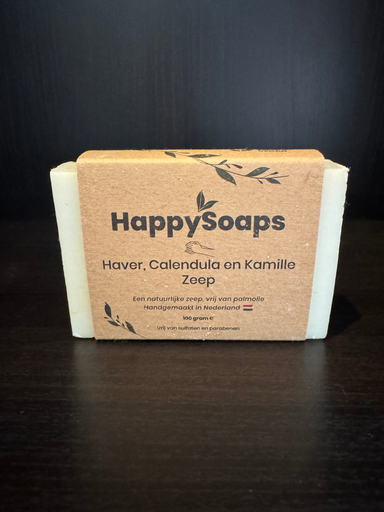 HappySoaps
Haver, Calendula en Kamille
Zeep
Een natuurlijke zeep, vrij van palmolie
Handgemaakt in Nederland
100 gram e
Vrij van sulfaten en parabenen